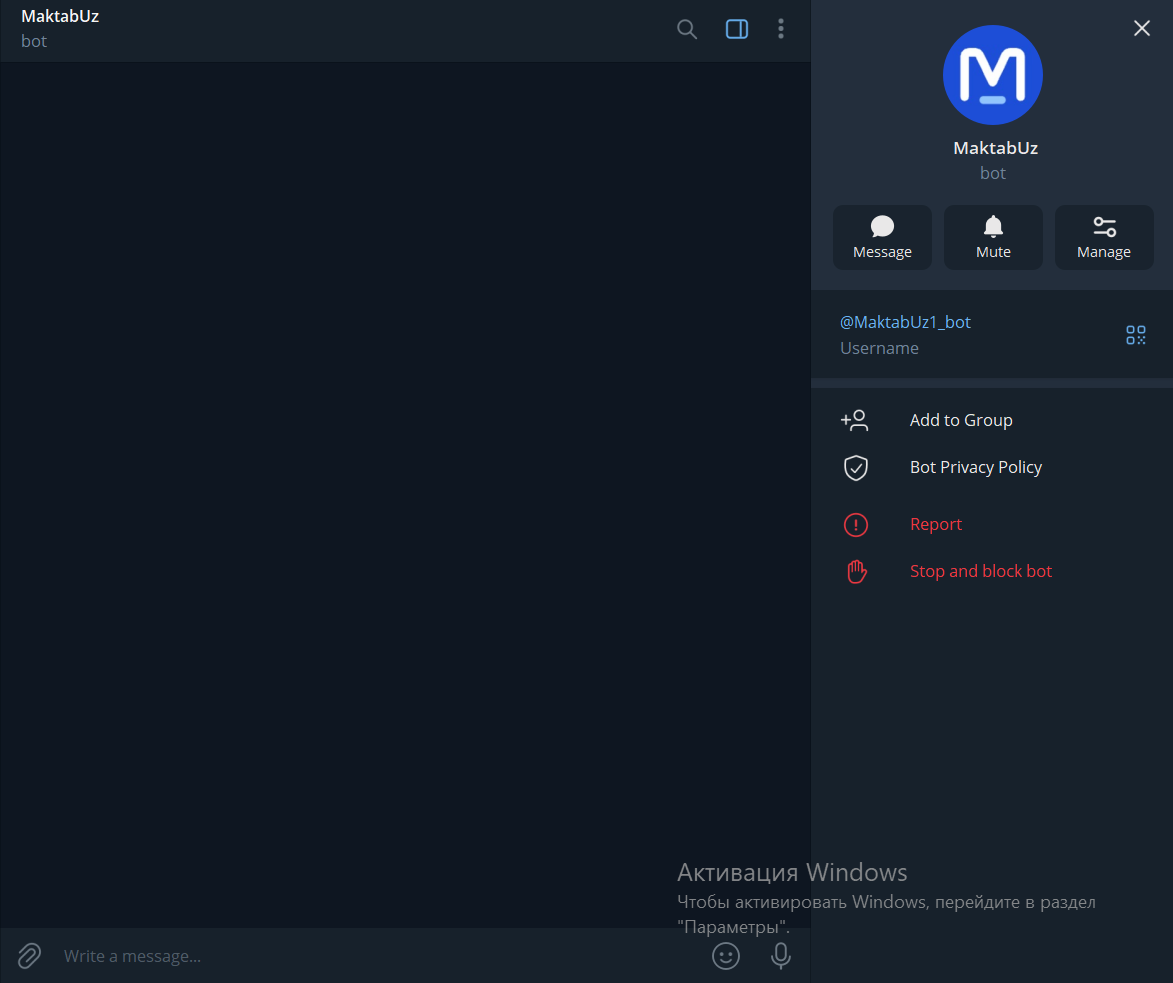 MaktabUz
bot
MaktabUz
bot
Message
Mute
Manage
@MaktabUz1_bot
Username
Add to Group
Bot Privacy Policy
Report
Stop and block bot
Активация Windows
Чтобы активировать Windows, перейдите в раздел
"Параметры".
Write a message...